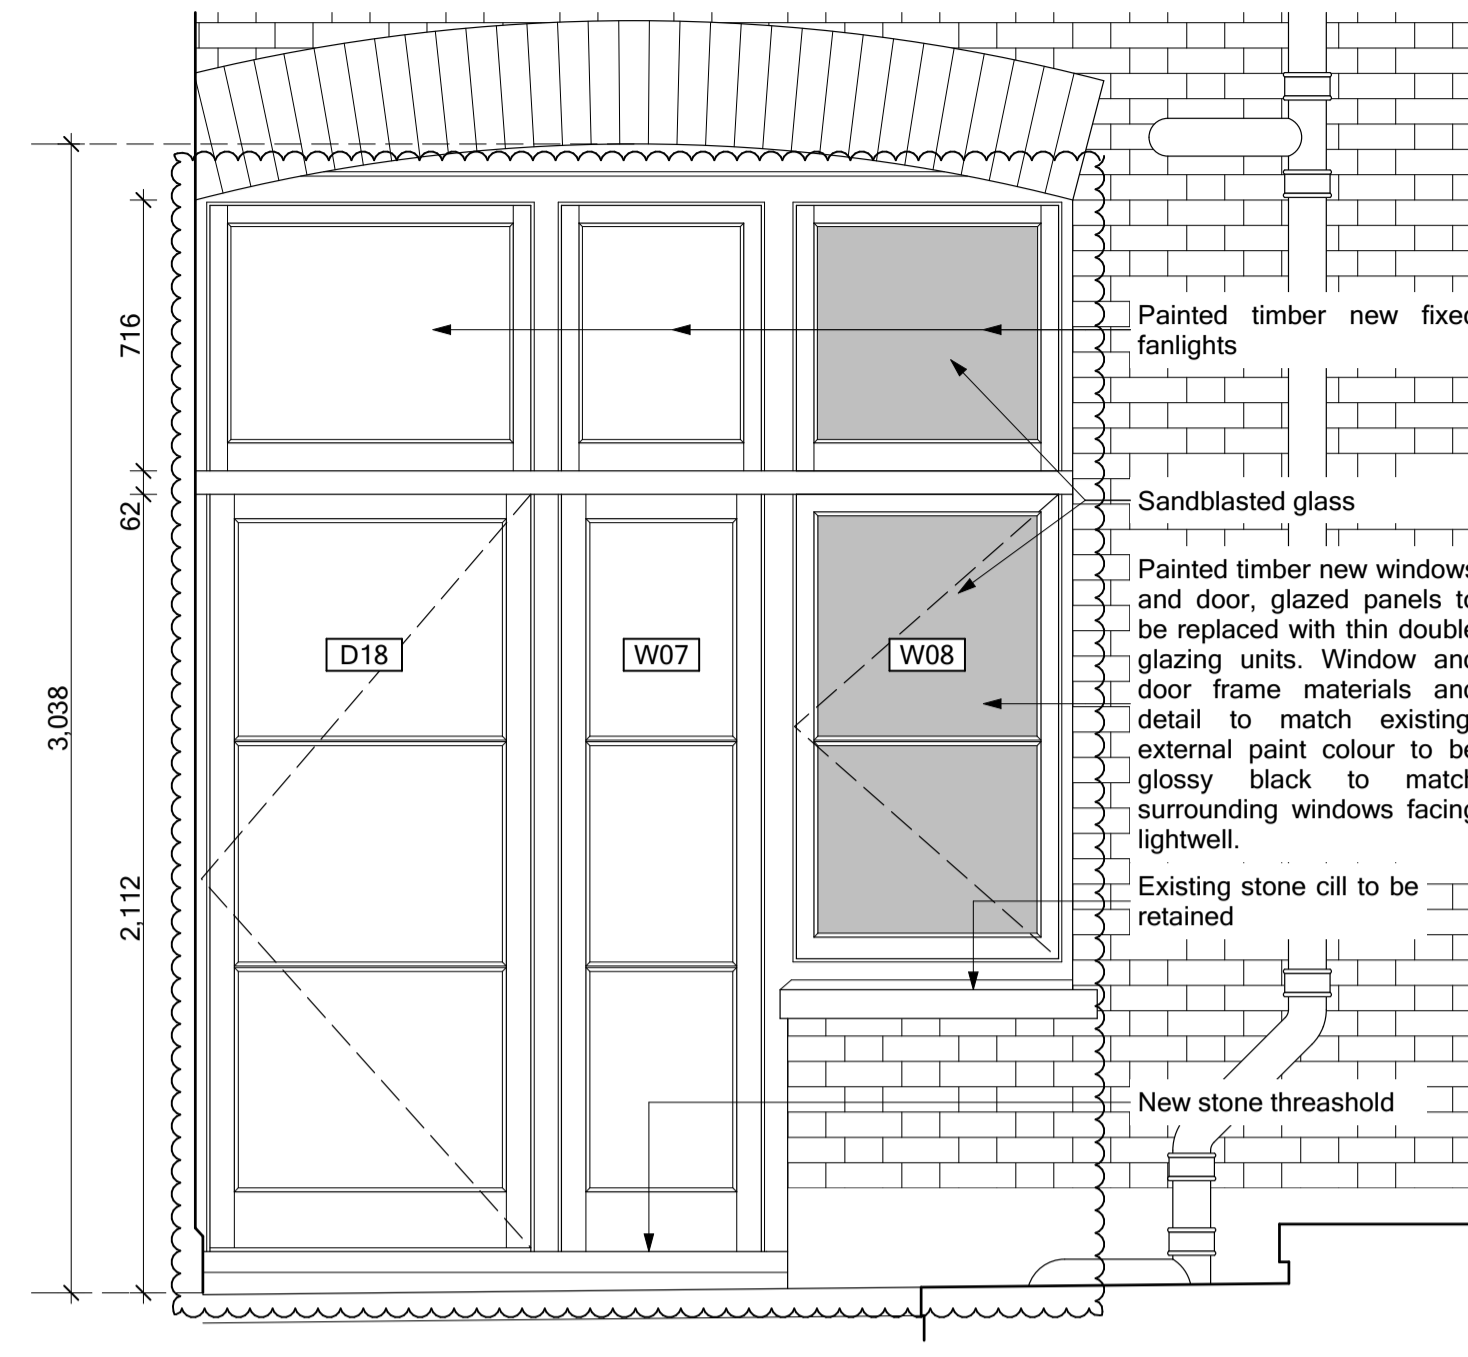 3,038
716
62
2,112
D18
W07
W08
Painted timber new fixed
fanlights
Sandblasted glass
Painted timber new windows
and door, glazed panels to
be replaced with thin double
glazing units. Window and
door frame materials and
detail to match existing
external paint colour to be
glossy black to match
surrounding windows facing
lightwell.
Existing stone cill to be
retained
New stone threashold